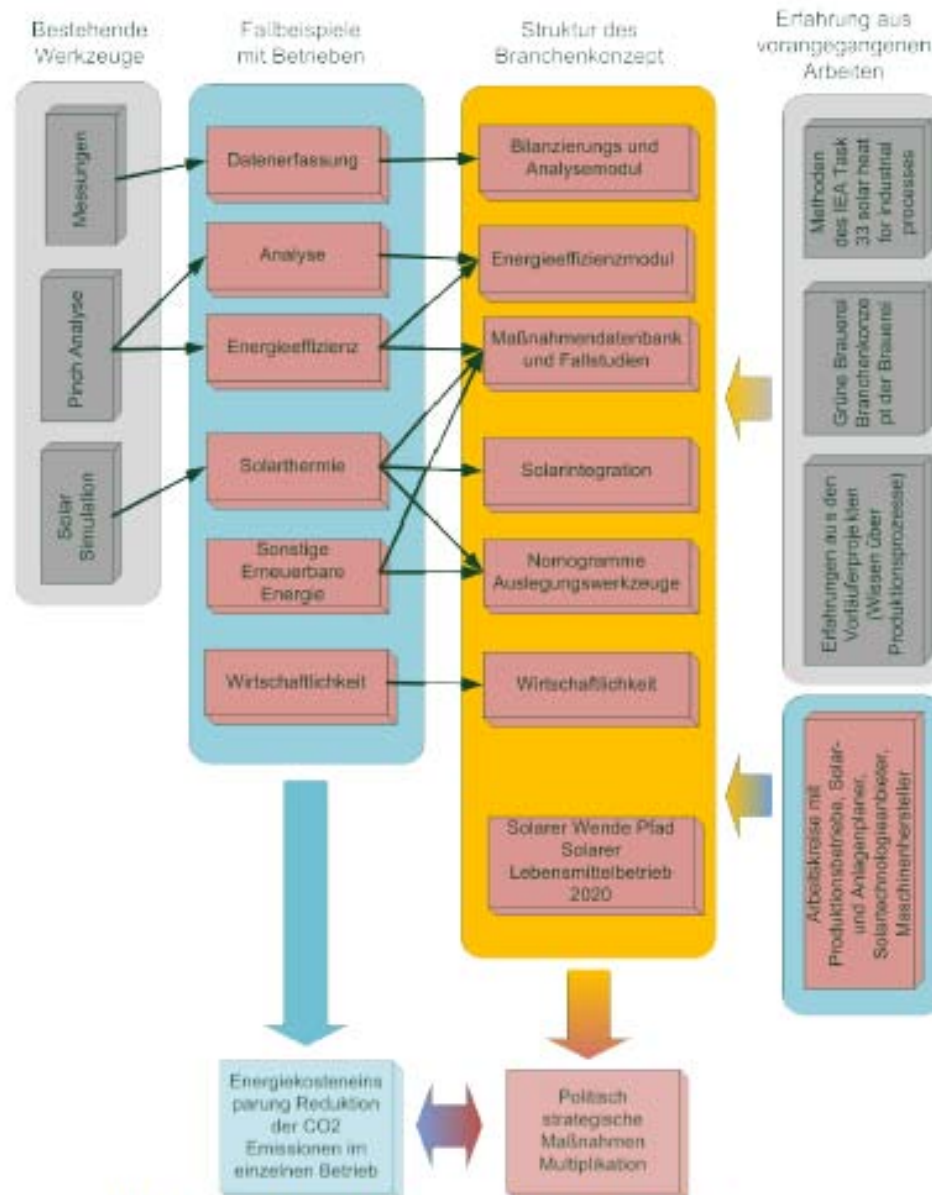 Bestehende
Werkzeuge
Fallbeispiele
mit Betrieben
Struktur des
Branchenkonzept
Erfahrung aus
vorangegangenen
Arbeiten
Messungen
Pinch Analyse
Solar
Simulation
Datenerfassung
Analyse
Energieeffizienz
Solarthermie
Sonstige
Erneuerbare
Energie
Wirtschaftlichkeit
Bilanzierungs und
Analysemodul
Energieeffizienzmodul
Maßnahmendatenbank
und Fallstudien
Solarintegration
Nomogramme
Auslegungswerkzeuge
Wirtschaftlichkeit
Solarer Wende Pfad
Solarer
Lebensmittelbetrieb
2020
Methoden
des IEA Task
33 solar heat
for industrial
processes
Grüne Brauerei
Branchenkonze
pt der Brauerei
Erfahrungen aus den
Vorläuferprojekten
(Wissen über
Produktionsprozesse)
Arbeitskreise mit
Produktionsbetriebe, Solar-
und Anlagenplaner,
Solartechnologieanbieter,
Maschinenhersteller
Energiekosteneins
parung Reduktion
der CO2
Emissionen im
einzelnen Betrieb
Politisch
strategische
Maßnahmen
Multiplikation